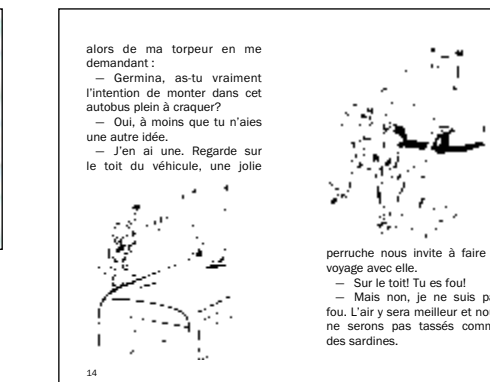 alors de ma torpeur en me
demandant :
— Germina, as-tu vraiment
l'intention de monter dans cet
autobus plein à craquer?
— Oui, à moins que tu n'aies
une autre idée.
— J'en ai une. Regarde sur
le toit du véhicule, une jolie
14
perruche nous invite à faire
voyage avec elle.
— Sur le toit! Tu es fou!
— Mais non, je ne suis
fou. L'air y sera meilleur et
ne serons pas tassés
des sardines.